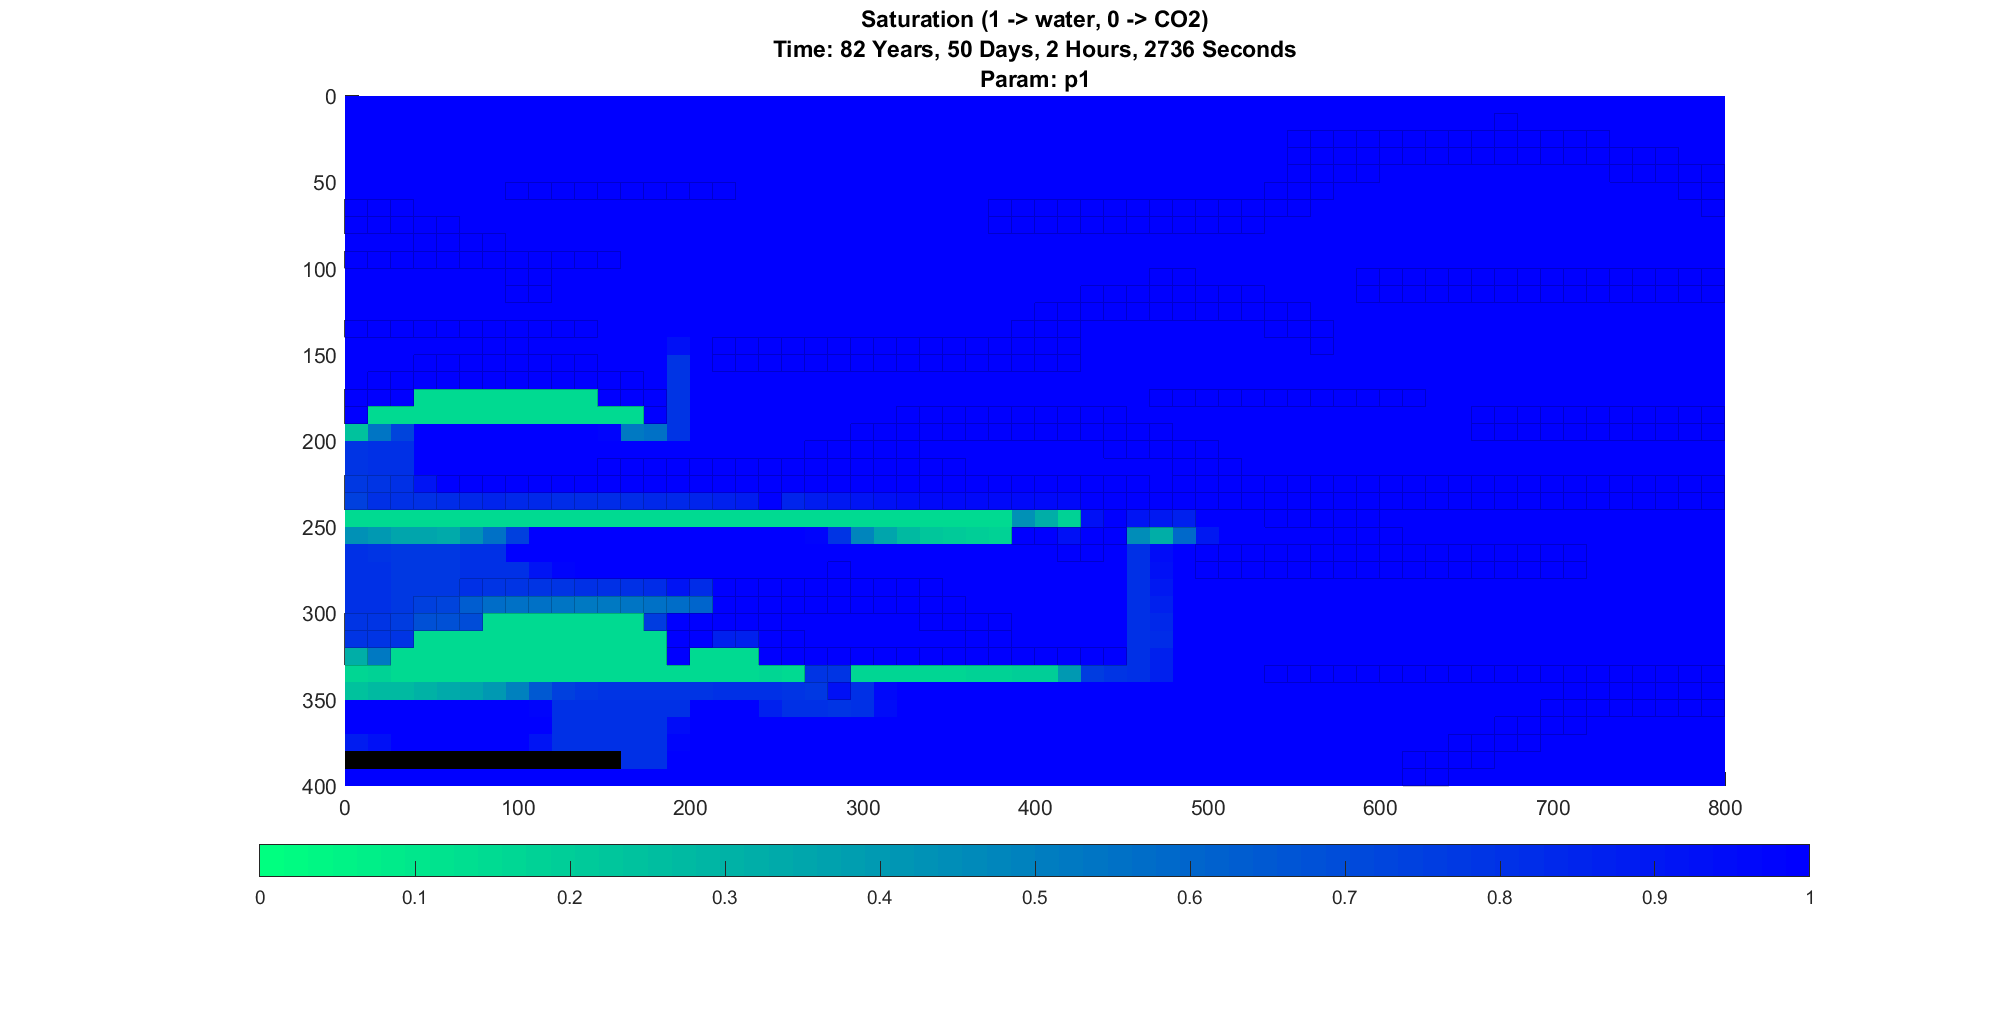 Saturation (1 -> water, 0 -> CO2)
Time: 82 Years, 50 Days, 2 Hours, 2736 Seconds
Param: p1
0
50
100
150
200
250
300
350
400
0 100 200 300 400 500 600 700 800
0 0.1 0.2 0.3 0.4 0.5 0.6 0.7 0.8 0.9 1